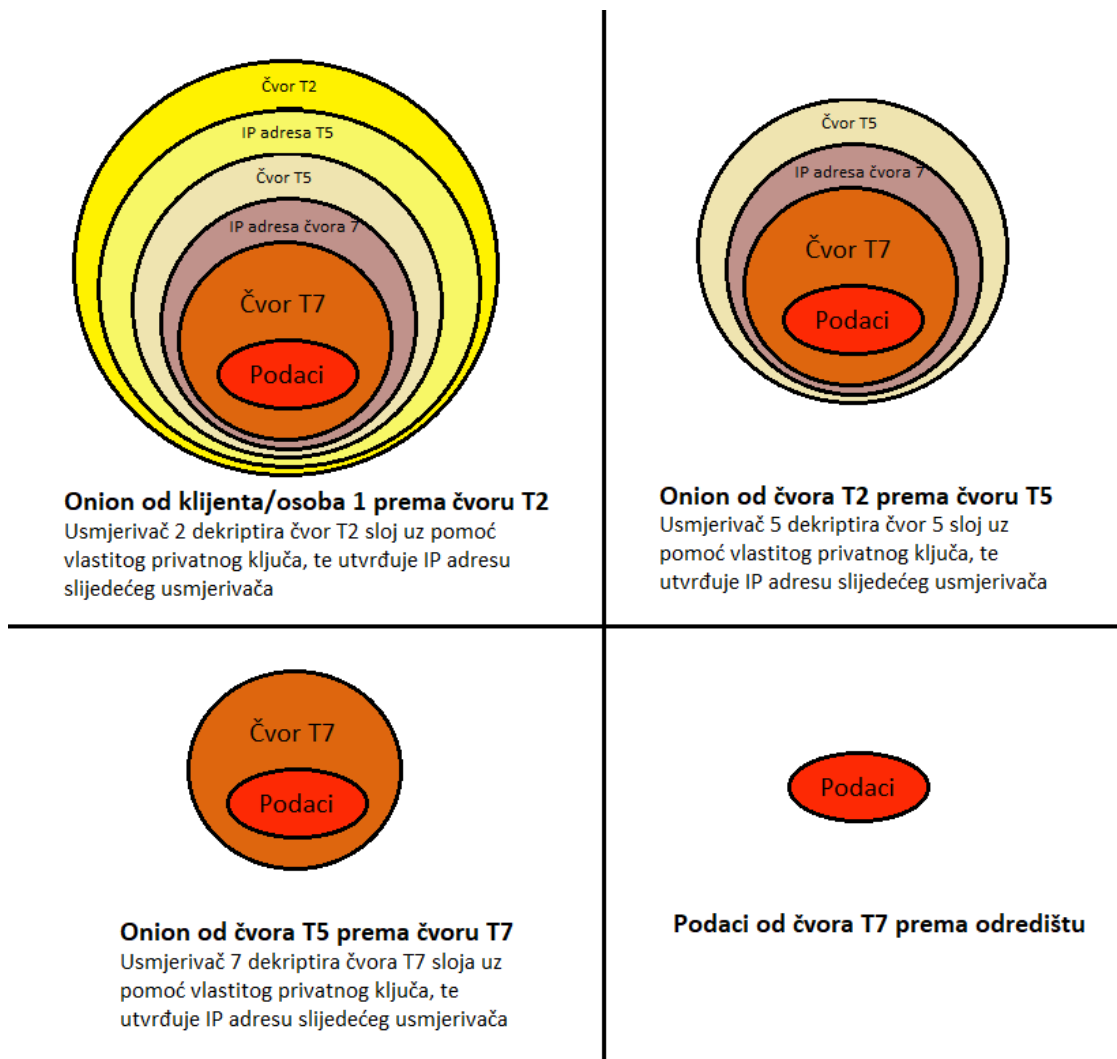 Čvor T2
IP adresa T5
Čvor T5
IP adresa čvora 7
Čvor T7
Podaci
Onion od klijenta/osoba 1 prema čvoru T2
Usmjerivač 2 dekriptira čvor T2 sloj uz pomoć
vlastitog privatnog ključa, te utvrđuje IP adresu
slijedećeg usmjerivača
Čvor T5
IP adresa čvora 7
Čvor T7
Podaci
Onion od čvora T2 prema čvoru T5
Usmjerivač 5 dekriptira čvor 5 sloj uz
pomoć vlastitog privatnog ključa, te
utvrđuje IP adresu slijedećeg usmjerivača
Čvor T7
Podaci
Onion od čvora T5 prema čvoru T7
Usmjerivač 7 dekriptira čvora T7 sloja uz
pomoć vlastitog privatnog ključa, te
utvrđuje IP adresu slijedećeg usmjerivača
Podaci
Podaci od čvora T7 prema odredištu